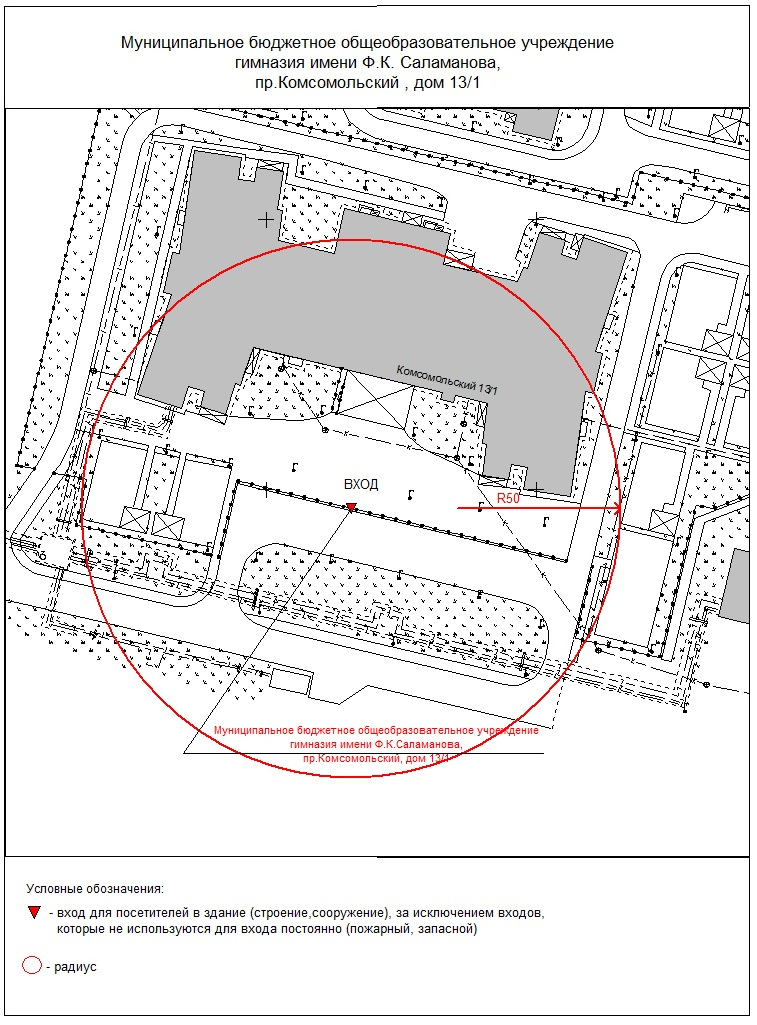 Муниципальное бюджетное общеобразовательное учреждение
гимназия имени Ф.К. Саламанова,
пр.Комсомольский , дом 13/1
Комсомольский 13/1
ВХОД
R50
Муниципальное бюджетное общеобразовательное учреждение
гимназия имени Ф.К.Саламанова,
пр.Комсомольский, дом 13/1
Условные обозначения:
- вход для посетителей в здание (строение,сооружение), за исключением входов,
которые не используются для входа постоянно (пожарный, запасной)
- радиус